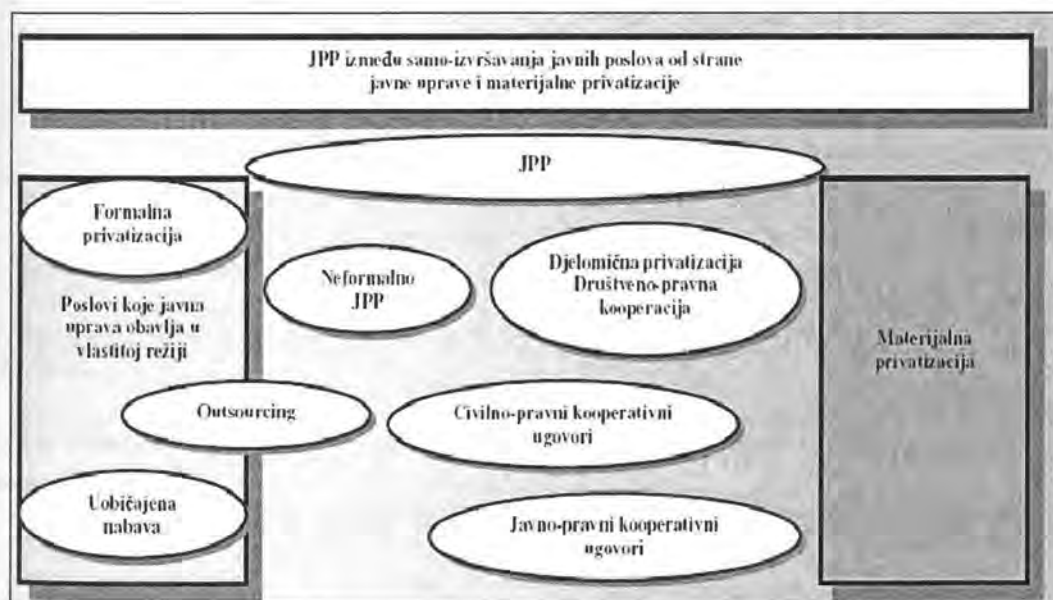 JPP između samo-izvršavanja javnih poslova od strane
javne uprave i materijalne privatizacije
JPP
Formalna
privatizacija
Neformalno
JPP
Djelomična privatizacija
Društveno-pravna
kooperacija
Poslovi koje javna
uprava obavlja u
vlastitoj režiji
Materijalna
privatizacija
Outsourcing
Civilno-pravni kooperativni
ugovori
Uobičajena
nabava
Javno-pravni kooperativni
ugovori